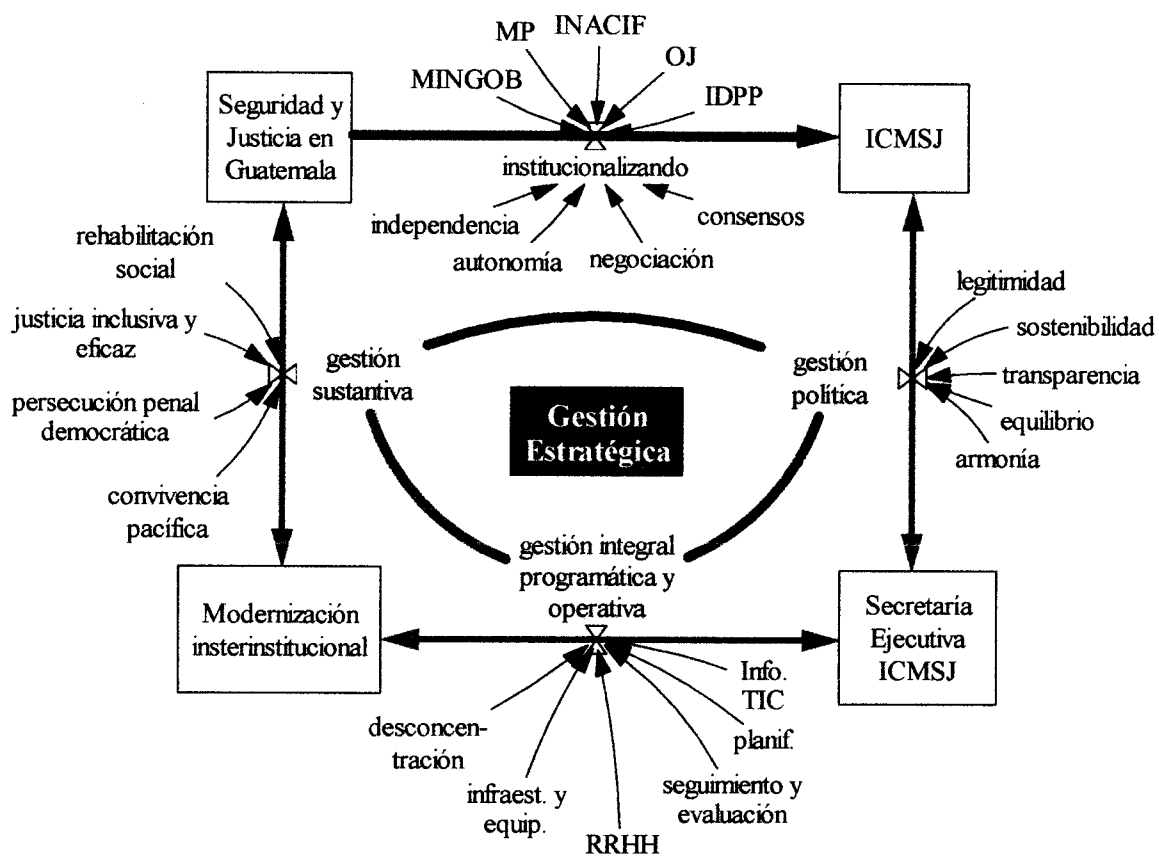 INACIF
MP
OJ
MINGOB
IDPP
Seguridad y
Justicia en
Guatemala
ICMSJ
institucionalizando
independencia
autonomía
negociación
consensos
rehabilitación
social
justicia inclusiva y
eficaz
persecución penal
democrática
convivencia
pacífica
gestión
sustantiva
Gestión
Estratégica
gestión
política
legitimidad
sostenibilidad
transparencia
equilibrio
armonía
gestión integral
programática y
operativa
Modernización
insterinstitucional
Secretaría
Ejecutiva
ICMSJ
desconcen-
tración
infraest. y
equip.
RRHH
seguimiento y
evaluación
planif.
Info.
TIC